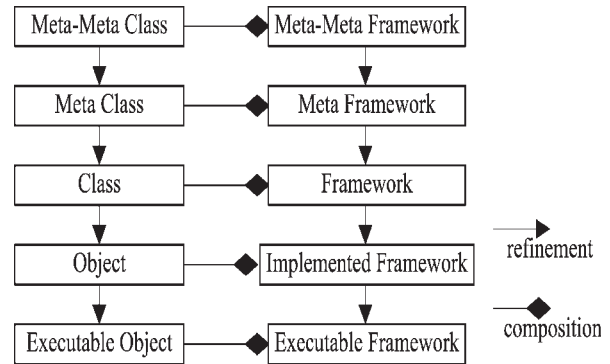 Meta-Meta Class
Meta-Meta Framework
Meta Class
Meta Framework
Class
Framework
Object
Implemented Framework
refinement
Executable Object
Executable Framework
composition